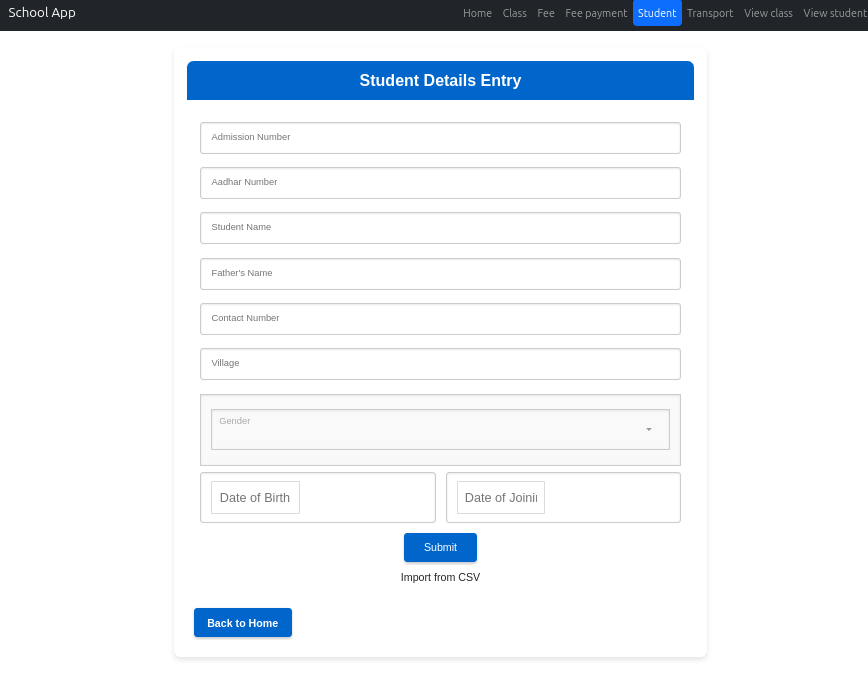 School App
Home Class Fee Fee payment Student Transport View class View student
Student Details Entry
Admission Number
Aadhar Number
Student Name
Father's Name
Contact Number
Village
Gender
Date of Birth Date of Joini
Submit
Import from CSV
Back to Home